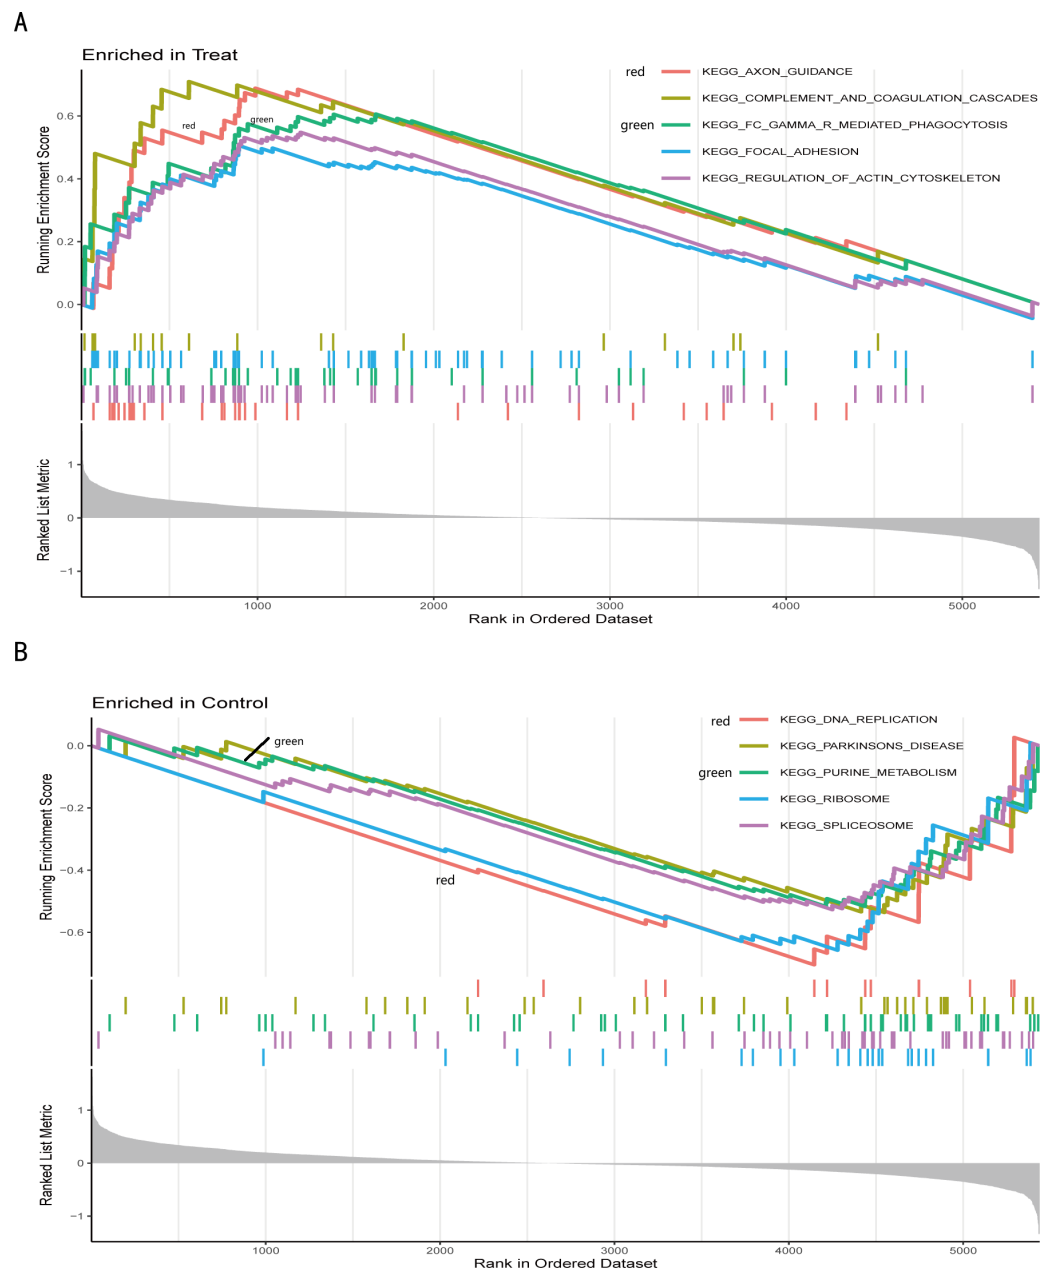 A
Enriched in Treat
red KEGG_AXON_GUIDANCE
KEGG_COMPLEMENT_AND_COAGULATION_CASCADES
green KEGG_FC_GAMMA_R_MEDIATED_PHAGOCYTOSIS
KEGG_FOCAL_ADHESION
KEGG_REGULATION_OF_ACTIN_CYTOSKELETON
red
green
Running Enrichment Score
0.6
0.4
0.2
0.0
Ranked List Metric
1
0
−1
1000 2000 3000 4000 5000
Rank in Ordered Dataset
B
Enriched in Control
red KEGG_DNA_REPLICATION
KEGG_PARKINSONS_DISEASE
green KEGG_PURINE_METABOLISM
KEGG_RIBOSOME
KEGG_SPLICEOSOME
green
red
Running Enrichment Score
0.0
−0.2
−0.4
−0.6
Ranked List Metric
1
0
−1
1000 2000 3000 4000 5000
Rank in Ordered Dataset